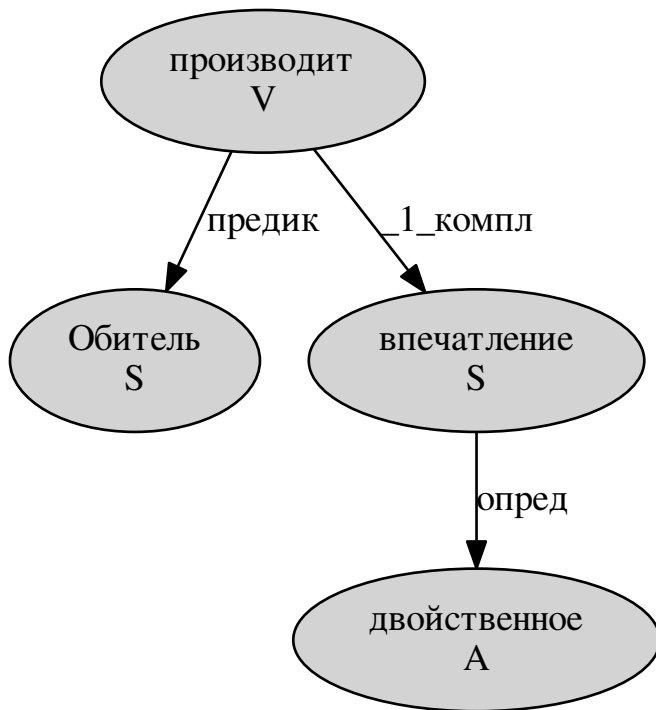 производит
V
предик
_1_компл
Обитель
S
впечатление
S
опред
двойственное
A